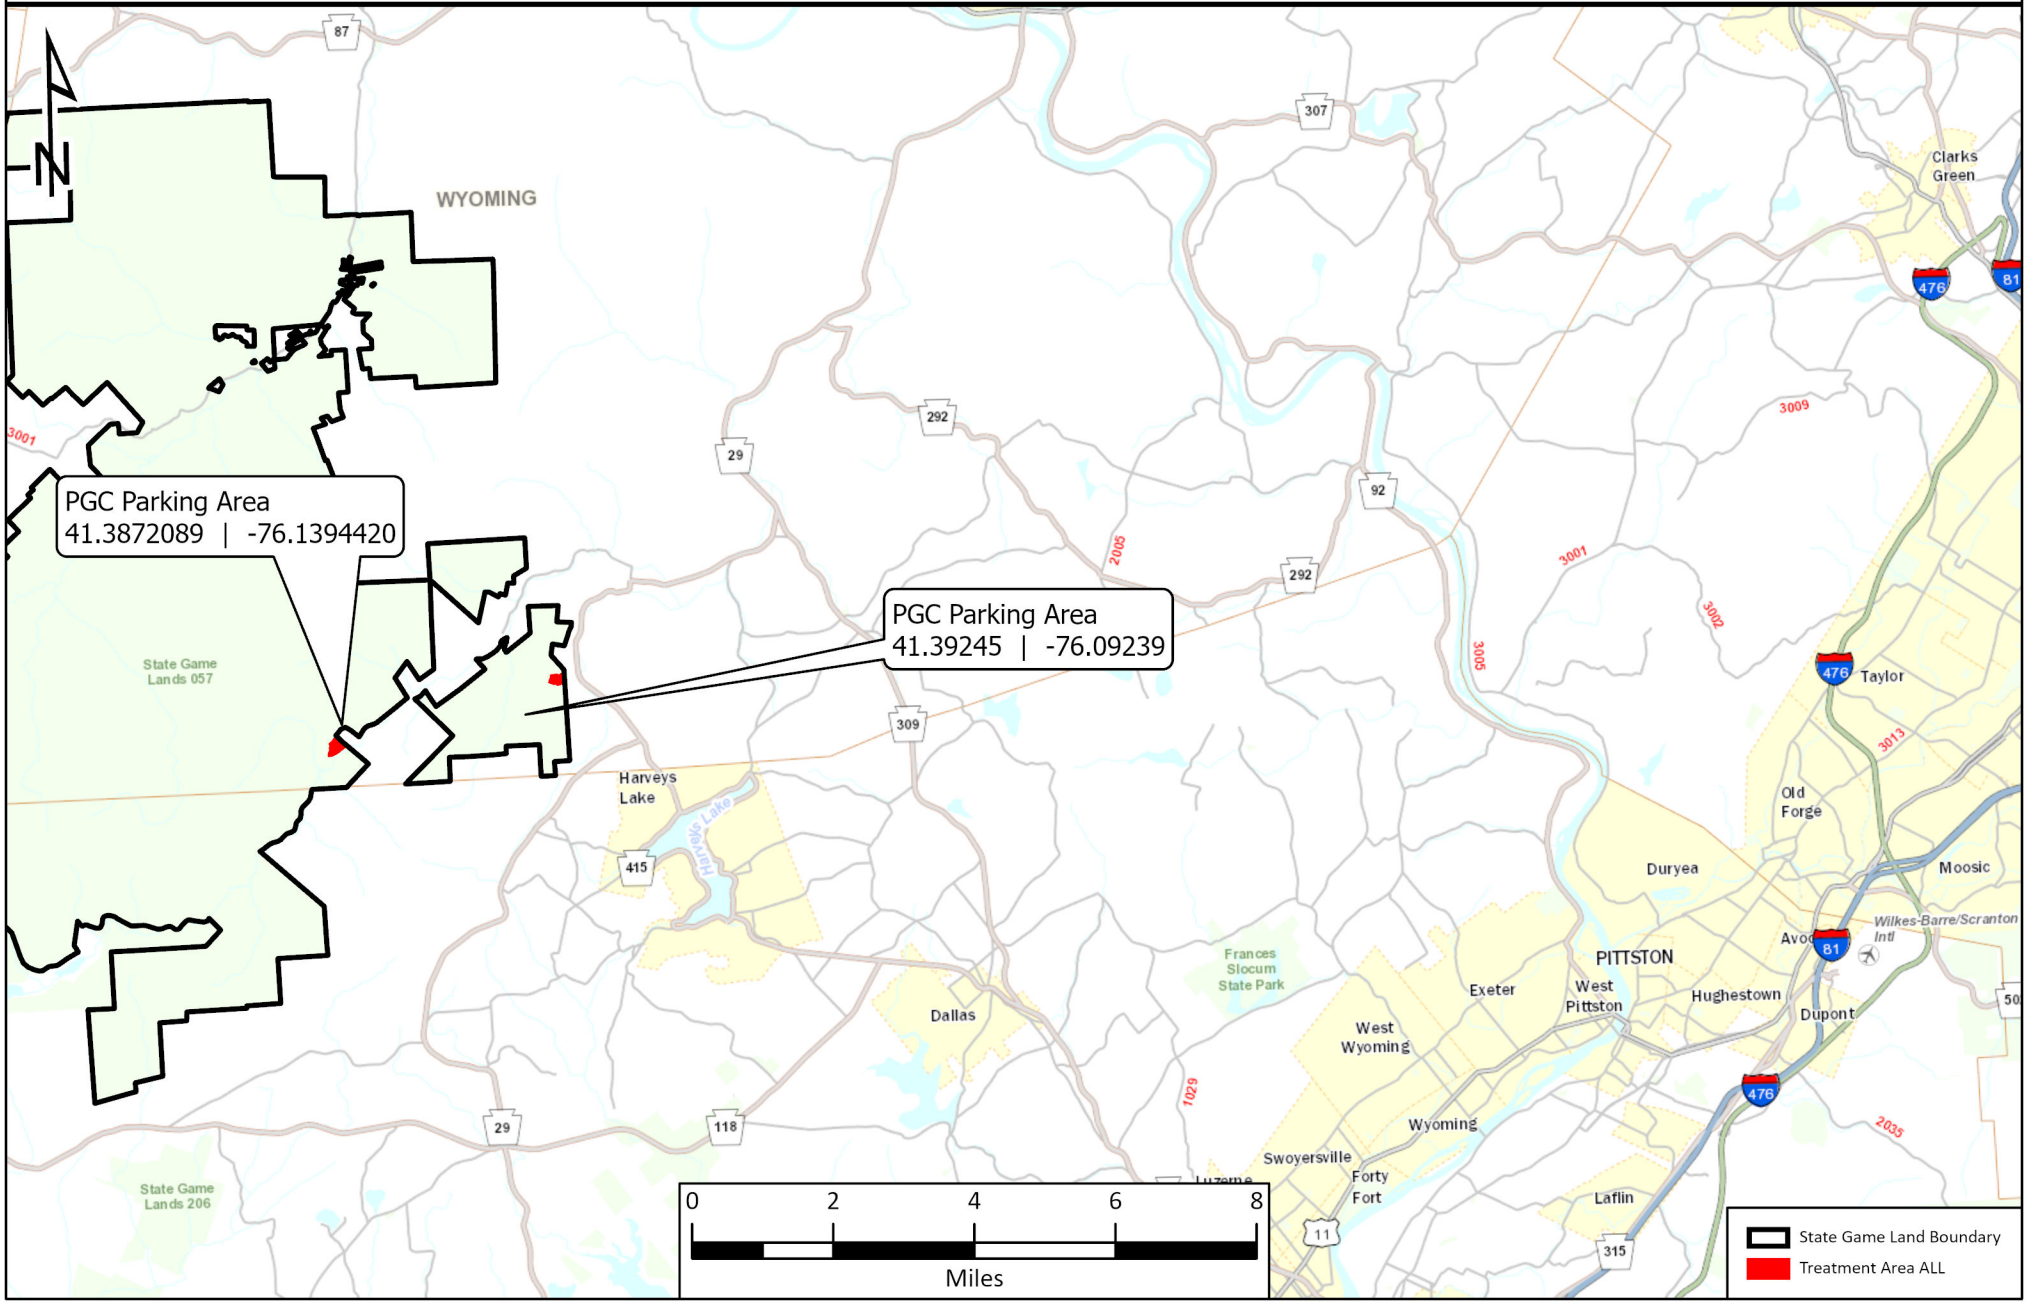 87
307
N
WYOMING
Clarks
Green
476
81
3001
29
292
3009
92
PGC Parking Area
41.3872089 | -76.1394420
2005
3001
292
3002
PGC Parking Area
41.39245 | -76.09239
3005
476
Taylor
State Game
Lands 057
309
3013
Harveys
Lake
Harveys Lake
415
Old
Forge
Duryea
Moosic
Wilkes-Barre/Scranton
Intl
81
Frances
Slocum
State Park
PITTSTON
Exeter
West
Pittston
Hughestown
Dupont
Dallas
West
Wyoming
1029
476
29
118
Wyoming
2035
Swoyersville
Forty
Fort
State Game
Lands 206
Laflin
11
315
0 2 4 6 8
Miles
State Game Land Boundary
Treatment Area ALL